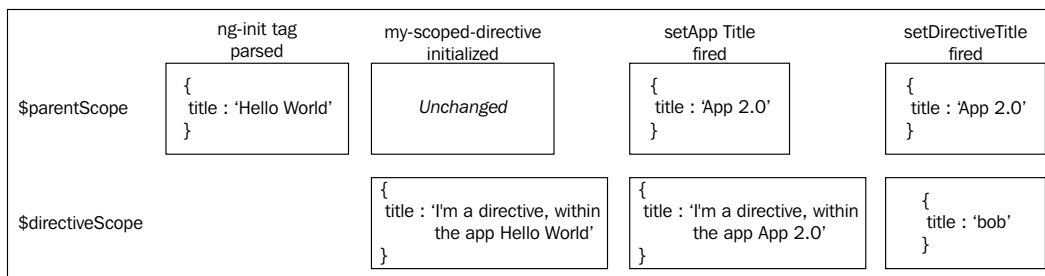 ng-init tag
parsed
my-scoped-directive
initialized
setApp Title
fired
setDirectiveTitle
fired
$parentScope
{
title : ‘Hello World’
}
Unchanged
{
title : ‘App 2.0’
}
{
title : ‘App 2.0’
}
$directiveScope
{
title : ‘I'm a directive, within
the app Hello World’
}
{
title : ‘I'm a directive, within
the app App 2.0’
}
{
title : ‘bob’
}